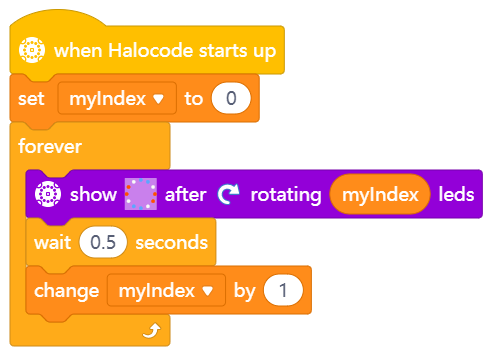 when Halocode starts up
set myIndex to 0
forever
show after rotating myIndex leds
wait 0.5 seconds
change myIndex by 1